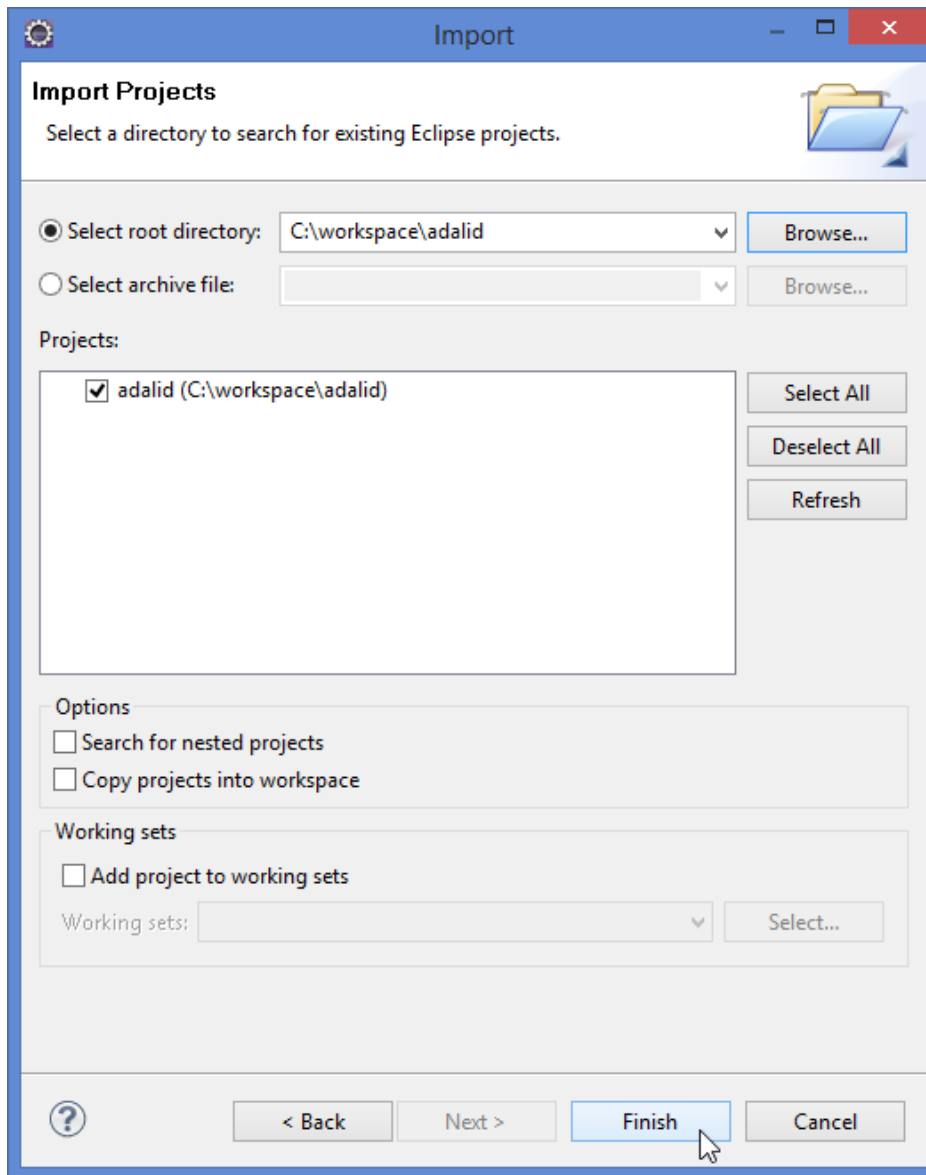 Import
Import Projects
Select a directory to search for existing Eclipse projects.
Select root directory: C:\workspace\adalid Browse...
Select archive file: Browse...
Projects:
adalid (C:\workspace\adalid)
Select All
Deselect All
Refresh
Options
Search for nested projects
Copy projects into workspace
Working sets
Add project to working sets
Working sets: Select...
? < Back Next > Finish Cancel